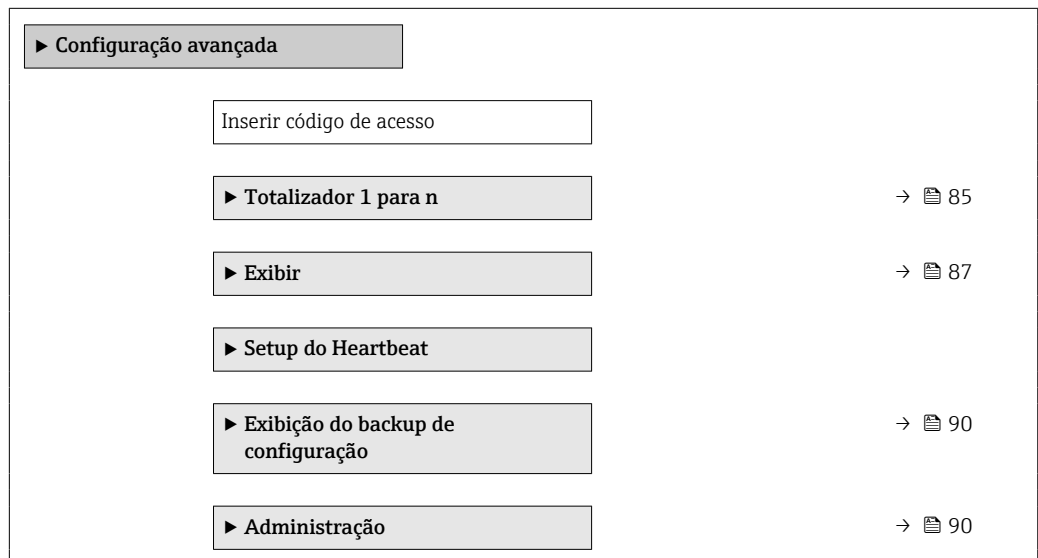 ▶ Configuração avançada
Inserir código de acesso
▶ Totalizador 1 para n → 85
▶ Exibir → 87
▶ Setup do Heartbeat
▶ Exibição do backup de → 90
configuração
▶ Administração → 90